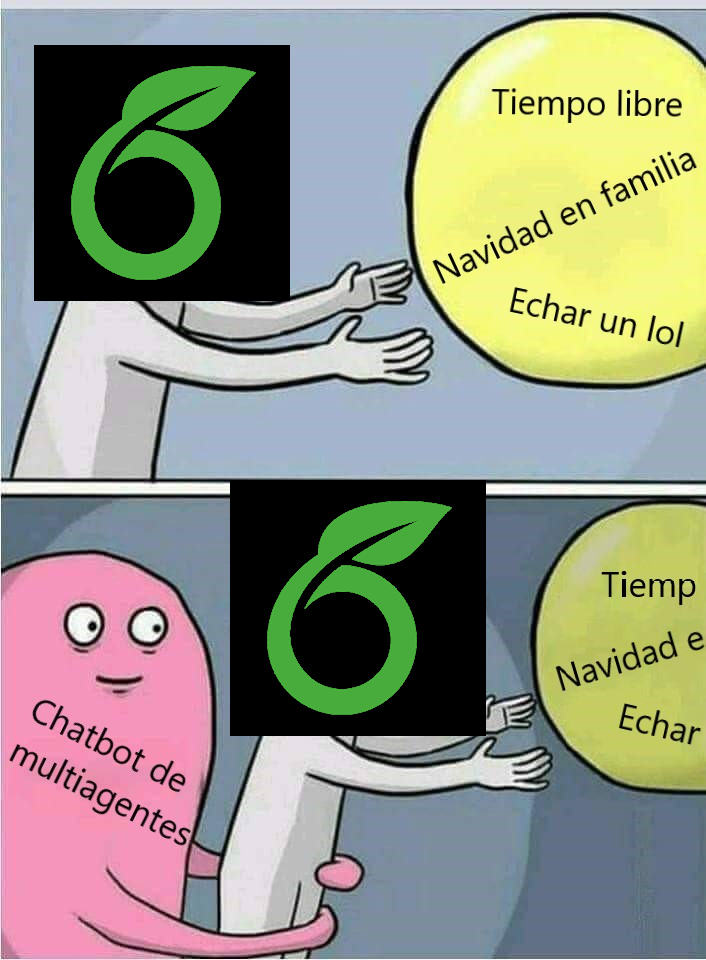 Tiempo libre
Navidad en familia
Echar un lol
Tiemp
Navidad e
Echar
Chatbot de
multiagentes